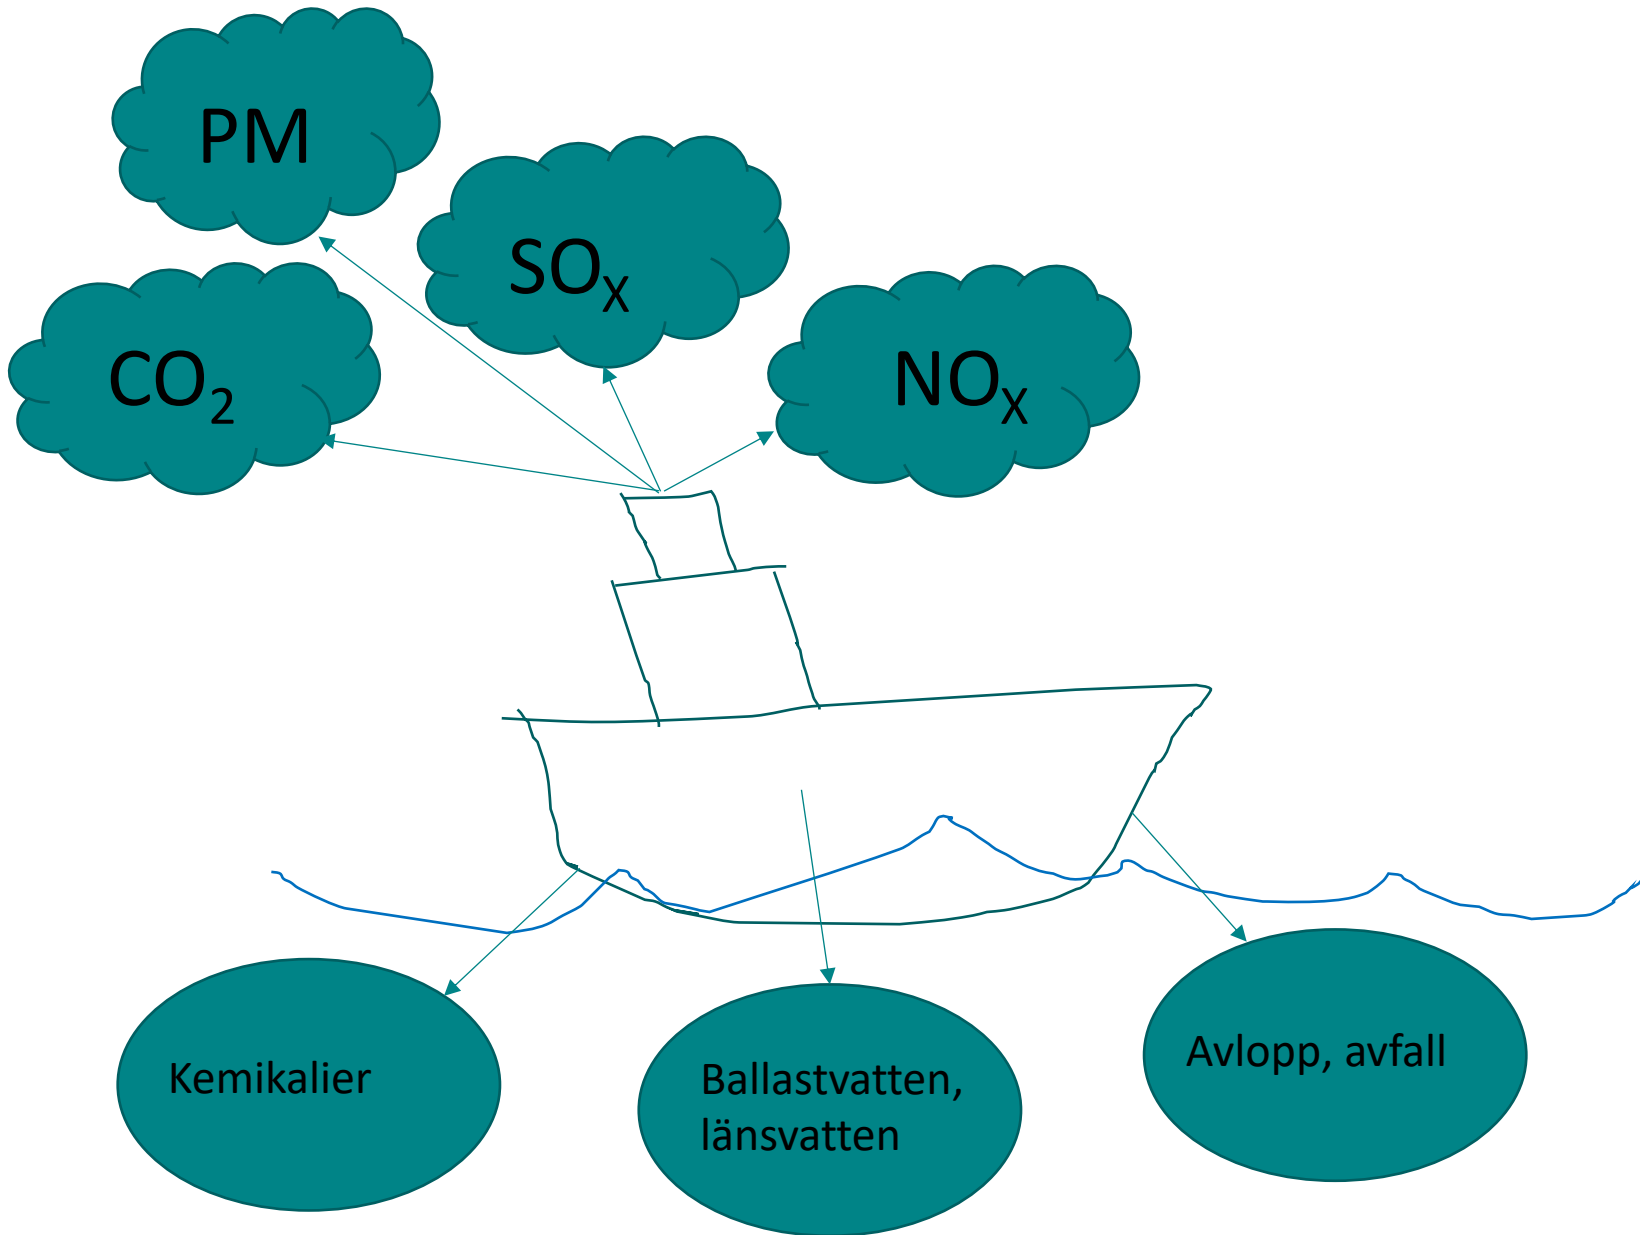 PM
SOX
CO2
NOX
Kemikalier
Ballastvatten,
länsvatten
Avlopp, avfall